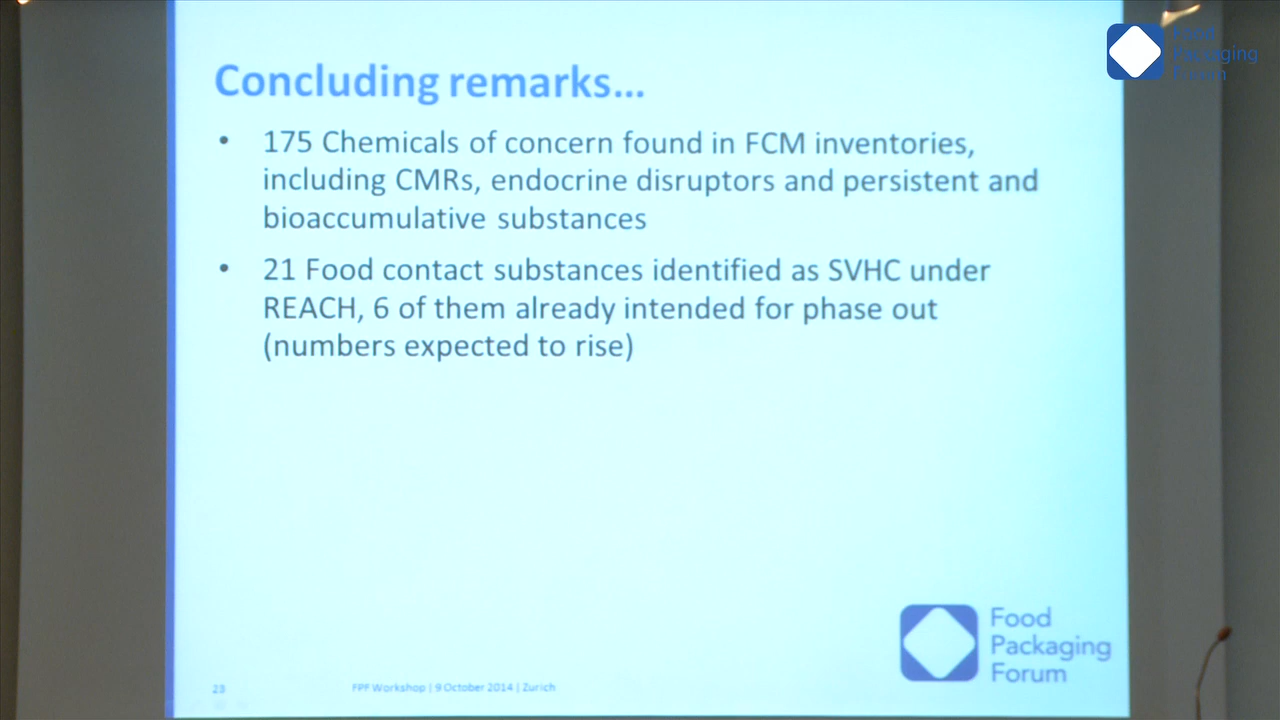 Food
Packaging
Forum
Concluding remarks...
• 175 Chemicals of concern found in FCM inventories,
including CMRs, endocrine disruptors and persistent and
bioaccumulative substances
• 21 Food contact substances identified as SVHC under
REACH, 6 of them already intended for phase out
(numbers expected to rise)
Food
Packaging
Forum
23
FPF Workshop | 9 October 2014 | Zurich